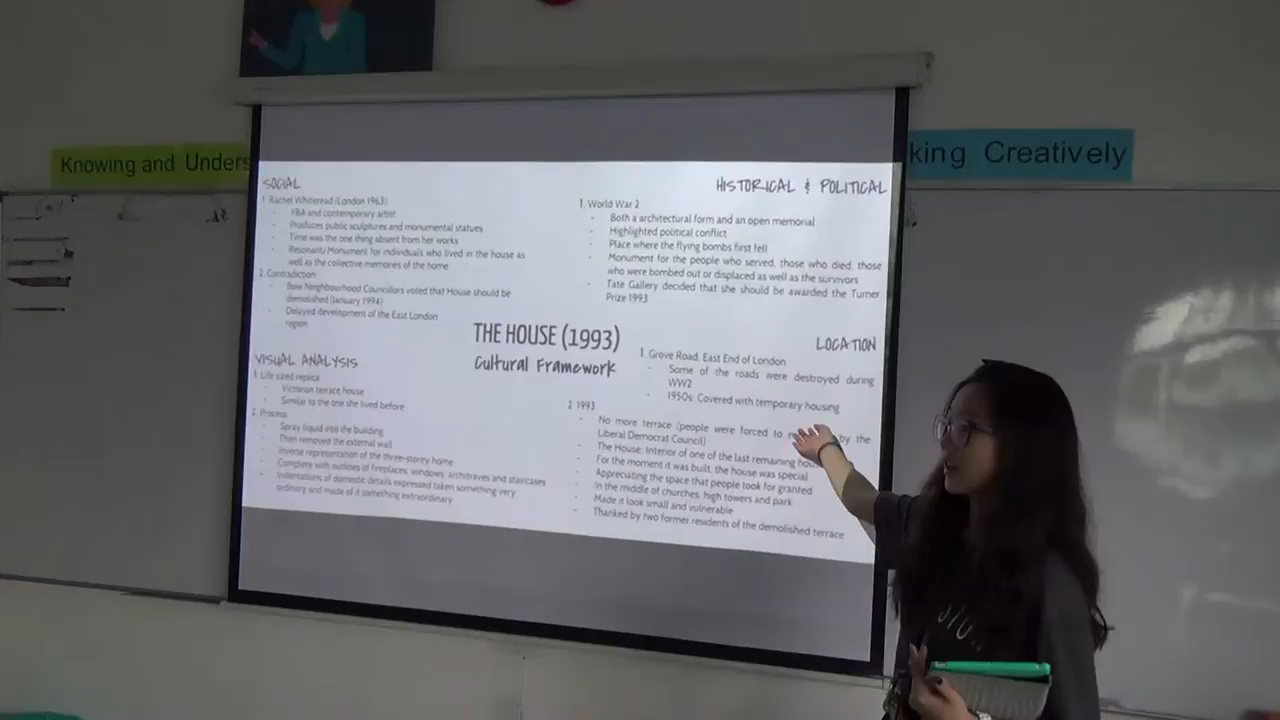 Knowing and Unders
king Creatively
SOCIAL
1. Rachel Whiteread (London 1963):
- YBA and contemporary artist
- Produces public sculptures and monumental statues
- Time was the one thing absent from her works
- Resonant/Monument for individuals who lived in the house as
well as the collective memories of the home
2. Contradiction:
- Bow Neighbourhood Councillors voted that House should be
demolished (January 1994)
- Delayed development of the East London
region
HISTORICAL & POLITICAL
1. World War 2
- Both a architectural form and an open memorial
- Highlighted political conflict
- Place where the flying bombs first fell
- Monument for the people who served, those who died, those
who were bombed out or displaced as well as the survivors
- Tate Gallery decided that she should be awarded the Turner
Prize 1993
THE HOUSE (1993)
Cultural Framework
VISUAL ANALYSIS
1. Life sized replica
- Victorian terrace house
- Similar to the one she lived before
2. Process
- Spray liquid into the building
- Then removed the external wall
- Inverse representation of the three-storey home
- Complete with outlines of fireplaces, windows, architraves and staircases
- Indentations of domestic details expressed taken something very
ordinary and made of it something extraordinary
LOCATION
1. Grove Road, East End of London
- Some of the roads were destroyed during
WW2
- 1950s: Covered with temporary housing
2. 1993
- No more terrace (people were forced to by the
Liberal Democrat Council)
- The House: Interior of one of the last remaining
- For the moment it was built, the house was special
- Appreciating the space that people took for granted
- In the middle of churches, high towers and park
- Made it look small and vulnerable
- Thanked by two former residents of the demolished terrace